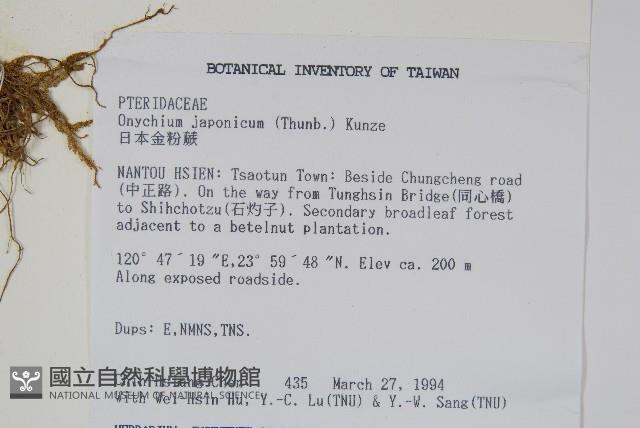 BOTANICAL INVENTORY OF TAIWAN
PTERIDACEAE
Onychium japonicum (Thunb.) Kunze
日本金粉蕨
NANTOU HSIEN: Tsaotun Town: Beside Chungcheng road
(中正路). On the way from Tunghsin Bridge(同心橋)
to Shihchotzu(石灼子). Secondary broadleaf forest
adjacent to a betelnut plantation.
120° 47´19 ″E,23° 59´48 ″N. Elev ca. 200 m
Along exposed roadside.
Dups: E,NMNS,TNS.
435 March 27, 1994
國立自然科學博物館
NATIONAL MUSEUM OF NATURAL SCIENCE
With Wei-Hsin Hu, Y.-C. Lu(TNU) & Y.-W. Sang(TNU)